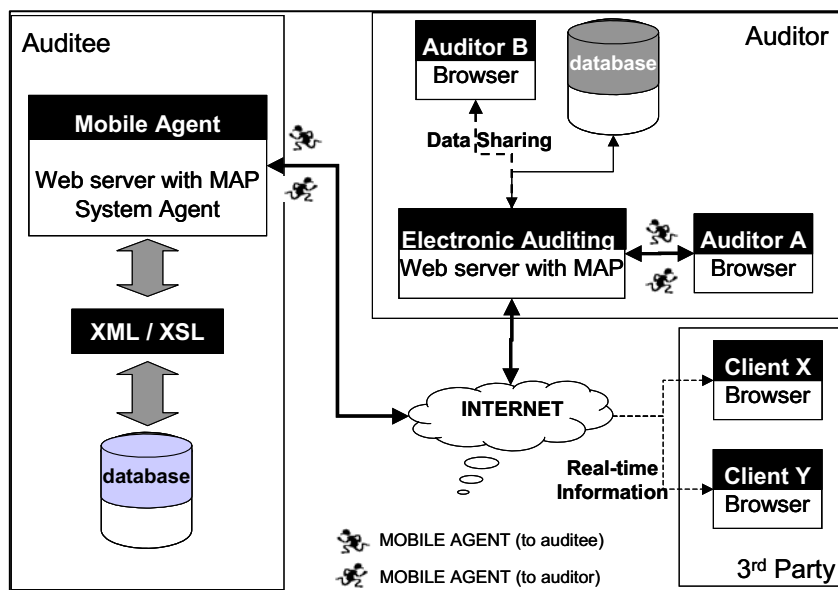 Auditee
Mobile Agent
Web server with MAP
System Agent
XML / XSL
database
Auditor
Auditor B
Browser
database
Data Sharing
Electronic Auditing
Web server with MAP
Auditor A
Browser
INTERNET
Real-time
Information
Client X
Browser
Client Y
Browser
3rd Party
MOBILE AGENT (to auditee)
MOBILE AGENT (to auditor)